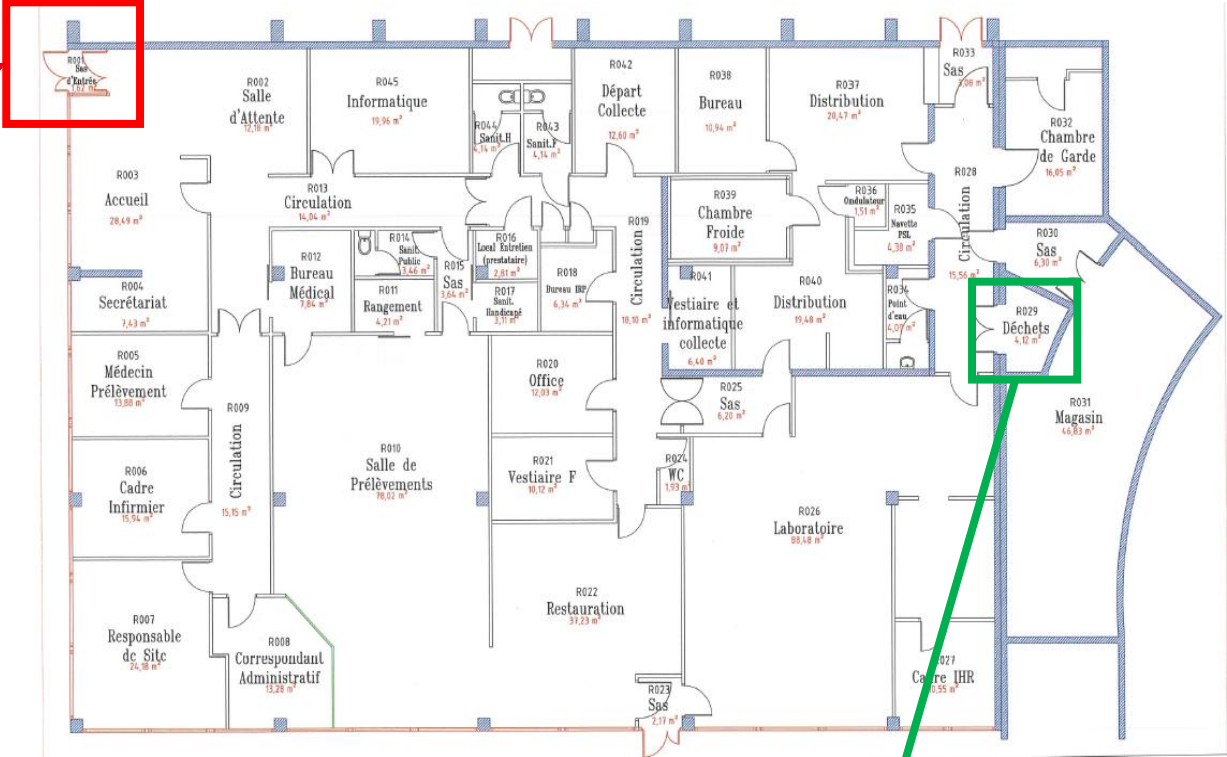 R001
Sas
d'Entrée
1,62 m²
R002
Salle
d'Attente
12,18 m²
R045
Informatique
19,96 m²
R044
Sanit.H
4,14 m²
R043
Sanit.F
4,14 m²
R042
Départ
Collecte
12,60 m²
R038
Bureau
10,94 m²
R037
Distribution
28,47 m²
R033
Sas
R032
Chambre
de Garde
16,05 m²
R003
Accueil
28,49 m²
R013
Circulation
14,04 m²
R019
Circulation
18,10 m²
R039
Chambre
Froide
9,07 m²
R036
Ondulateur
1,51 m²
R035
Navette
PSL
4,38 m²
R028
Circulation
15,56 m²
R030
Sas
6,30 m²
R004
Secrétariat
7,43 m²
R012
Bureau
Médical
7,84 m²
R014
Sanit.
Public
3,46 m²
R011
Rangement
4,21 m²
R015
Sas
3,64 m²
R016
Local Entretien
(prestataire)
2,81 m²
R017
Sanit.
Handicapé
3,11 m²
R018
Bureau IRP
6,34 m²
R041
Vestiaire et
informatique
collecte
6,40 m²
R040
Distribution
19,48 m²
R034
Point
d'eau
R029
Déchets
4,12 m²
R005
Médecin
Prélèvement
13,88 m²
R009
Circulation
15,15 m²
R010
Salle de
Prélèvements
78,02 m²
R020
Office
12,03 m²
R025
Sas
6,20 m²
R031
Magasin
46,83 m²
R006
Cadre
Infirmier
15,94 m²
R021
Vestiaire F
10,12 m²
R024
WC
1,93 m²
R026
Laboratoire
88,48 m²
R007
Responsable
de Site
24,18 m²
R008
Correspondant
Administratif
13,28 m²
R022
Restauration
37,23 m²
R023
Sas
2,17 m²
R027
Cadre IHR